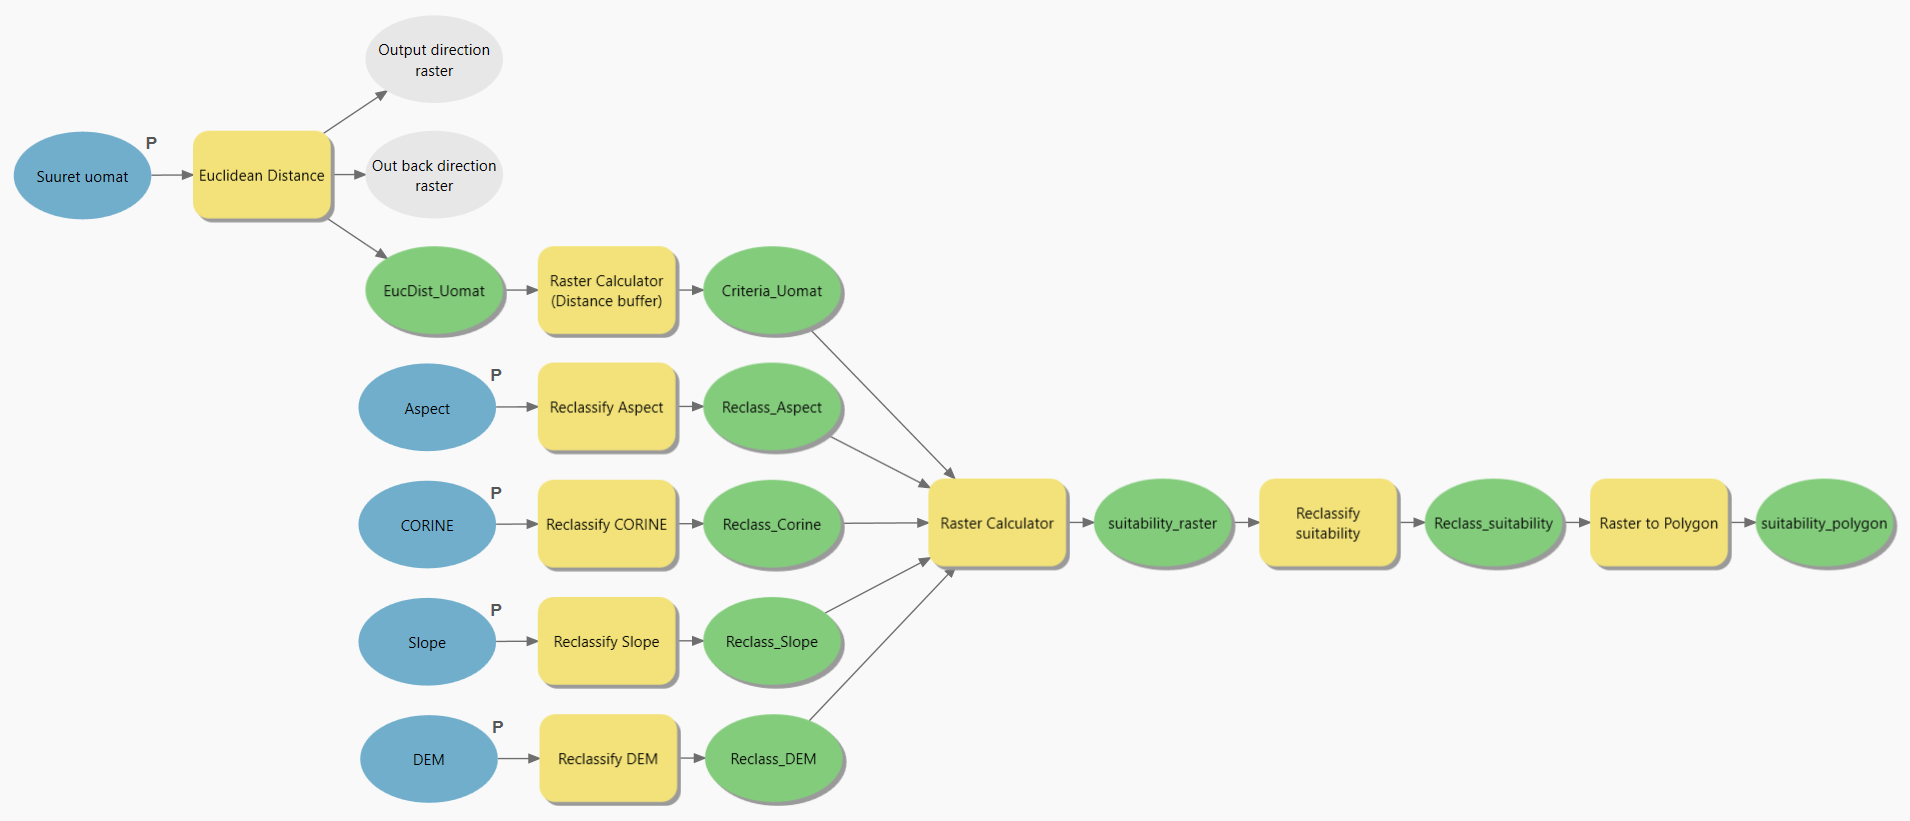 Output direction
raster
P
Suuret uomat
Euclidean Distance
Out back direction
raster
EucDist_Uomat
Raster Calculator
(Distance buffer)
Criteria_Uomat
P
Aspect
Reclassify Aspect
Reclass_Aspect
P
CORINE
Reclassify CORINE
Reclass_Corine
Raster Calculator
suitability_raster
Reclassify
suitability
Reclass_suitability
Raster to Polygon
suitability_polygon
P
Slope
Reclassify Slope
Reclass_Slope
P
DEM
Reclassify DEM
Reclass_DEM